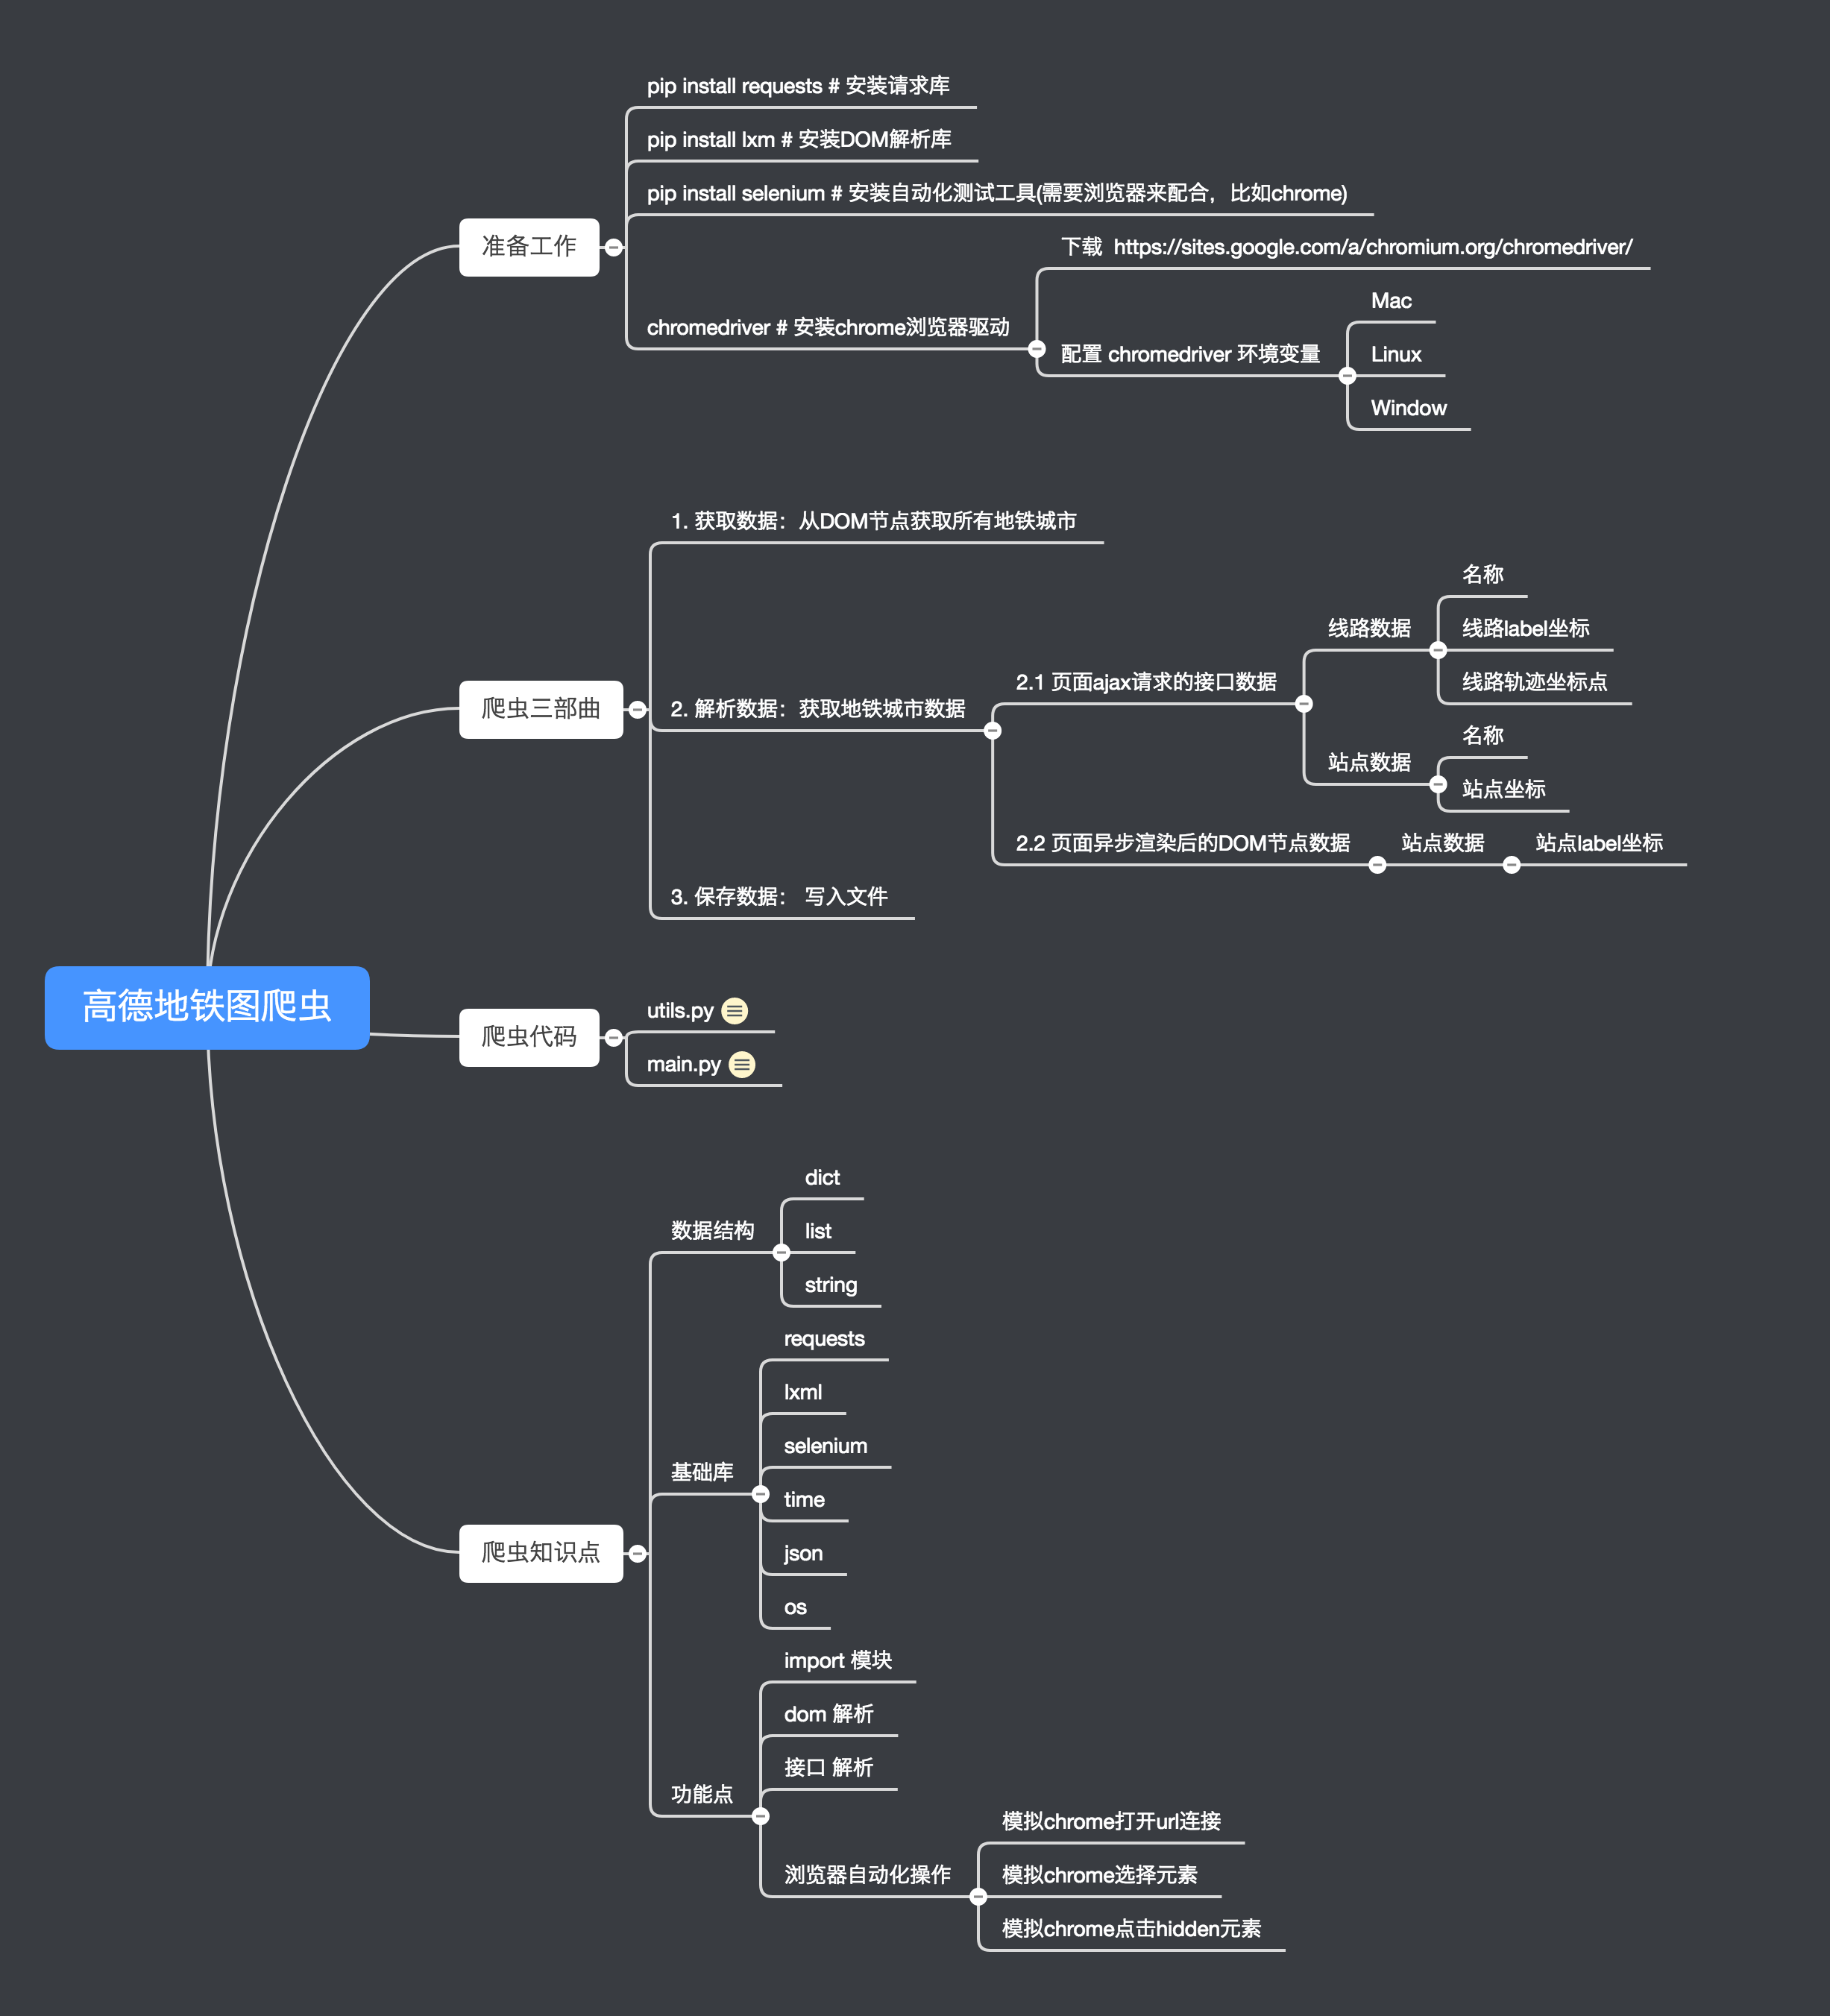 高德地铁图爬虫
准备工作
pip install requests # 安装请求库
pip install lxm # 安装DOM解析库
pip install selenium # 安装自动化测试工具(需要浏览器来配合，比如chrome)
chromedriver # 安装chrome浏览器驱动
下载 https://sites.google.com/a/chromium.org/chromedriver/
配置 chromedriver 环境变量
Mac
Linux
Window
爬虫三部曲
1. 获取数据：从DOM节点获取所有地铁城市
2. 解析数据：获取地铁城市数据
2.1 页面ajax请求的接口数据
线路数据
名称
线路label坐标
线路轨迹坐标点
站点数据
名称
站点坐标
2.2 页面异步渲染后的DOM节点数据
站点数据
站点label坐标
3. 保存数据： 写入文件
爬虫代码
utils.py
main.py
爬虫知识点
数据结构
dict
list
string
基础库
requests
lxml
selenium
time
json
os
功能点
import 模块
dom 解析
接口 解析
浏览器自动化操作
模拟chrome打开url连接
模拟chrome选择元素
模拟chrome点击hidden元素